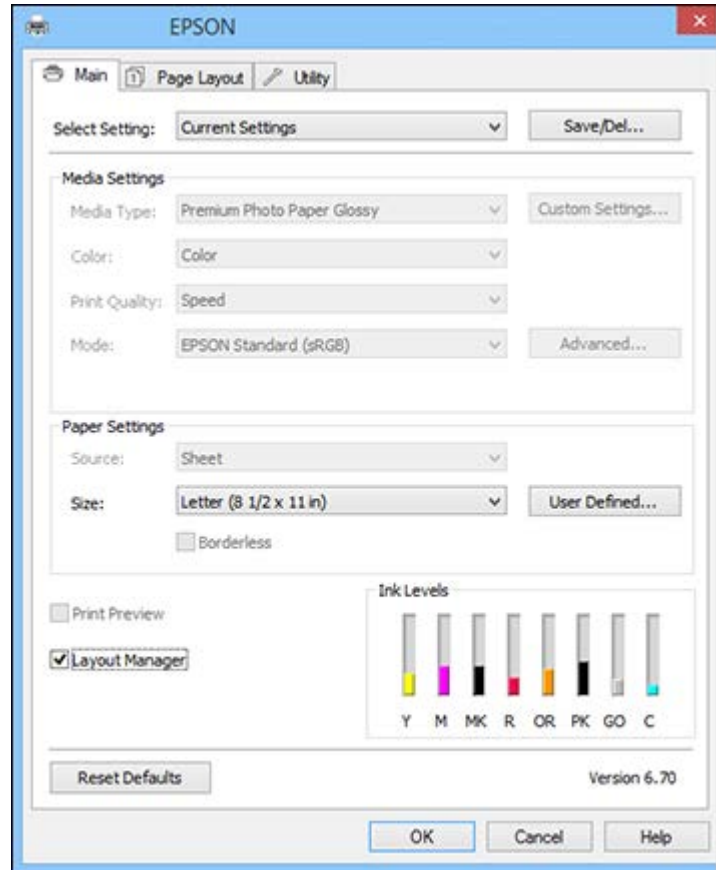 EPSON
Main Page Layout Utility
Select Setting: Current Settings Save/Del...
Media Settings
Media Type: Premium Photo Paper Glossy Custom Settings...
Color: Color
Print Quality: Speed
Mode: EPSON Standard (sRGB) Advanced...
Paper Settings
Source: Sheet
Size: Letter (8 1/2 x 11 in) User Defined...
Borderless
Print Preview
Layout Manager
Ink Levels
Y M MK R OR PK GO C
Reset Defaults Version 6.70
OK Cancel Help